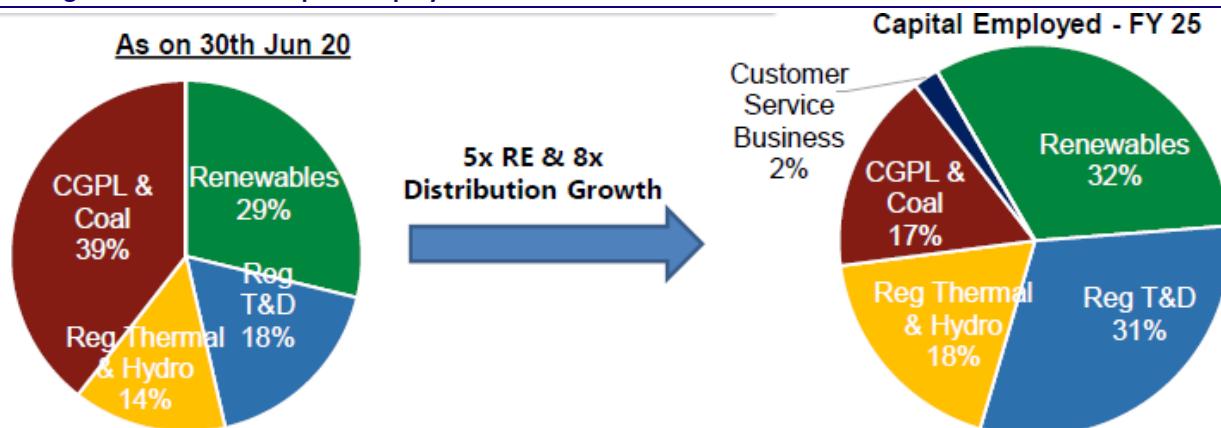 As on 30th Jun 20
CGPL &
Coal
39%
Renewables
29%
Reg
T&D
18%
Reg Thermal
& Hydro
14%
5x RE & 8x
Distribution Growth
Capital Employed - FY 25
Customer
Service
Business
2%
Renewables
32%
CGPL &
Coal
17%
Reg Thermal
& Hydro
18%
Reg T&D
31%